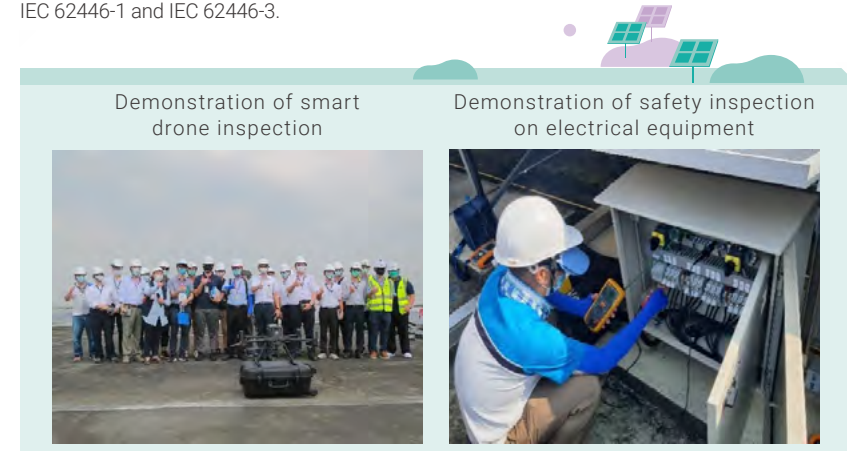 IEC 62446-1 and IEC 62446-3.
Demonstration of smart
drone inspection
Demonstration of safety inspection
on electrical equipment